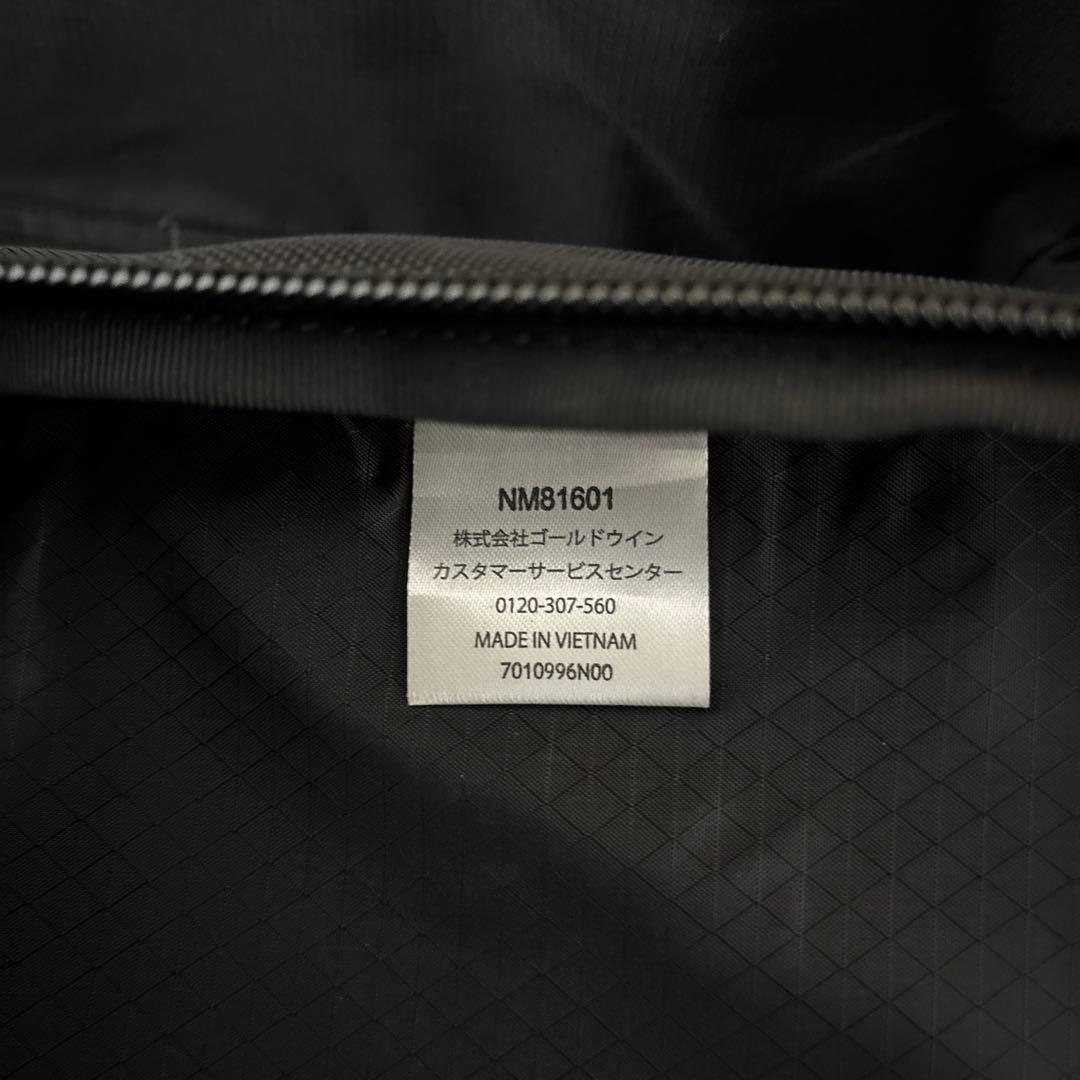 NM81601
株式会社ゴールドウイン
カスタマーサービスセンター
0120-307-560
MADE IN VIETNAM
7010996N00